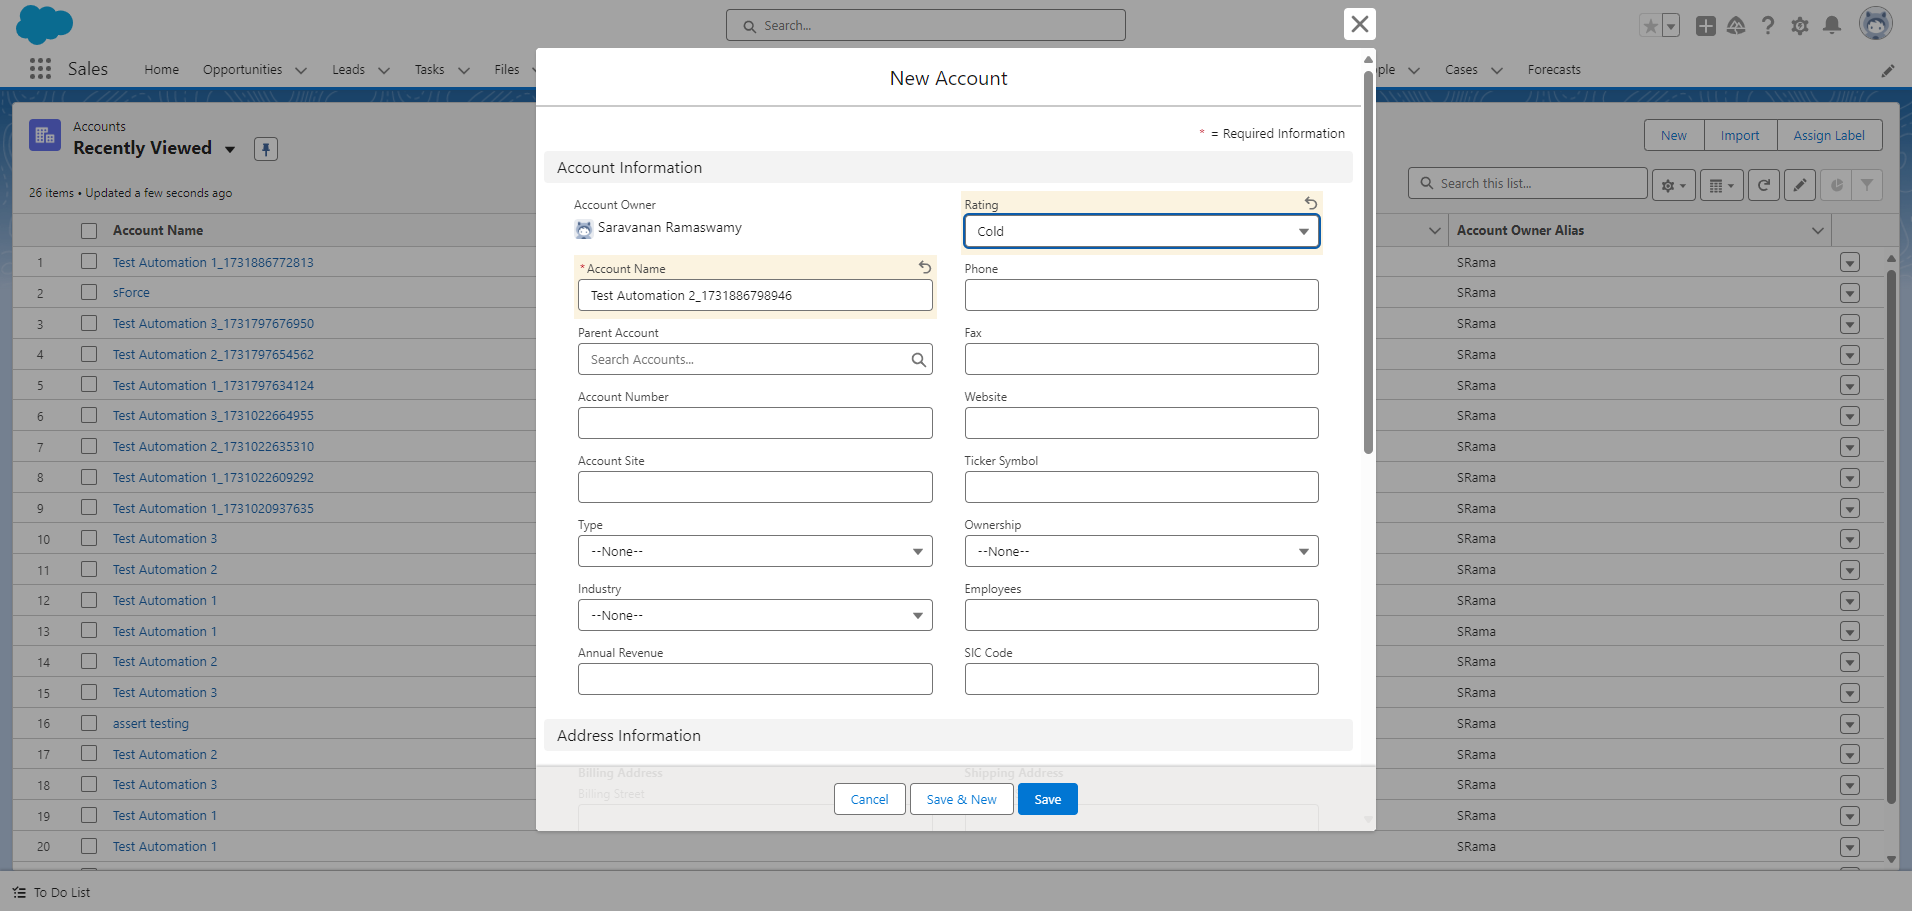 Search...
Sales
Home
Opportunities
Leads
Tasks
Files
ple
Cases
Forecasts
Accounts
Recently Viewed
26 items • Updated a few seconds ago
New
Import
Assign Label
Search this list...
Account Name
Account Owner Alias
1 Test Automation 1_1731886772813 SRama
2 sForce SRama
3 Test Automation 3_1731797676950 SRama
4 Test Automation 2_1731797654562 SRama
5 Test Automation 1_1731797634124 SRama
6 Test Automation 3_1731022664955 SRama
7 Test Automation 2_1731022635310 SRama
8 Test Automation 1_1731022609292 SRama
9 Test Automation 1_1731020937635 SRama
10 Test Automation 3 SRama
11 Test Automation 2 SRama
12 Test Automation 1 SRama
13 Test Automation 1 SRama
14 Test Automation 2 SRama
15 Test Automation 3 SRama
16 assert testing SRama
17 Test Automation 2 SRama
18 Test Automation 3 SRama
19 Test Automation 1 SRama
20 Test Automation 1 SRama
To Do List
New Account
* = Required Information
Account Information
Account Owner
Saravanan Ramaswamy
Rating
Cold
*Account Name
Test Automation 2_1731886798946
Phone
Parent Account
Search Accounts...
Fax
Account Number
Website
Account Site
Ticker Symbol
Type
--None--
Ownership
--None--
Industry
--None--
Employees
Annual Revenue
SIC Code
Address Information
Billing Address
Shipping Address
Billing Street
Cancel
Save & New
Save